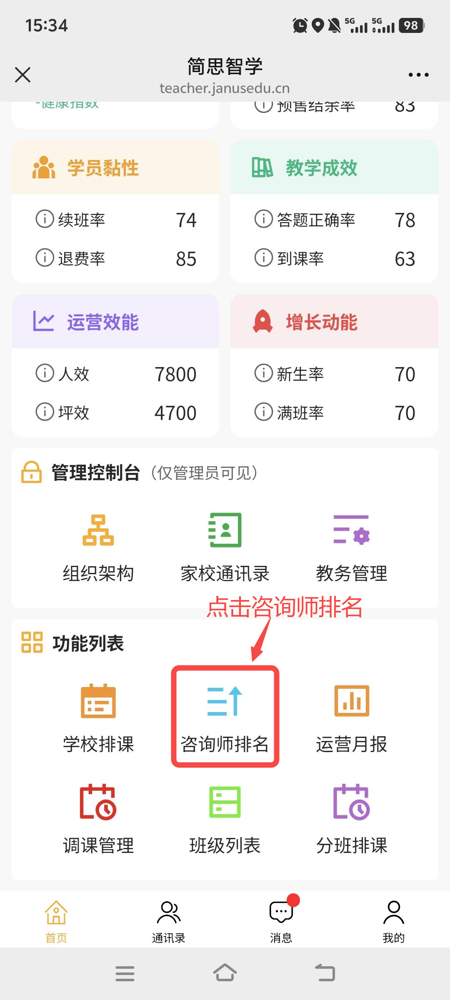 15:34
5G 5G 98
简思智学
teacher.janusedu.cn
-健康指数
预售结余率 83
学员黏性
教学成效
续班率 74
答题正确率 78
退费率 85
到课率 63
运营效能
增长动能
人效 7800
新生率 70
坪效 4700
满班率 70
管理控制台（仅管理员可见）
组织架构
家校通讯录
教务管理
点击咨询师排名
功能列表
学校排课
咨询师排名
运营月报
调课管理
班级列表
分班排课
首页
通讯录
消息
我的